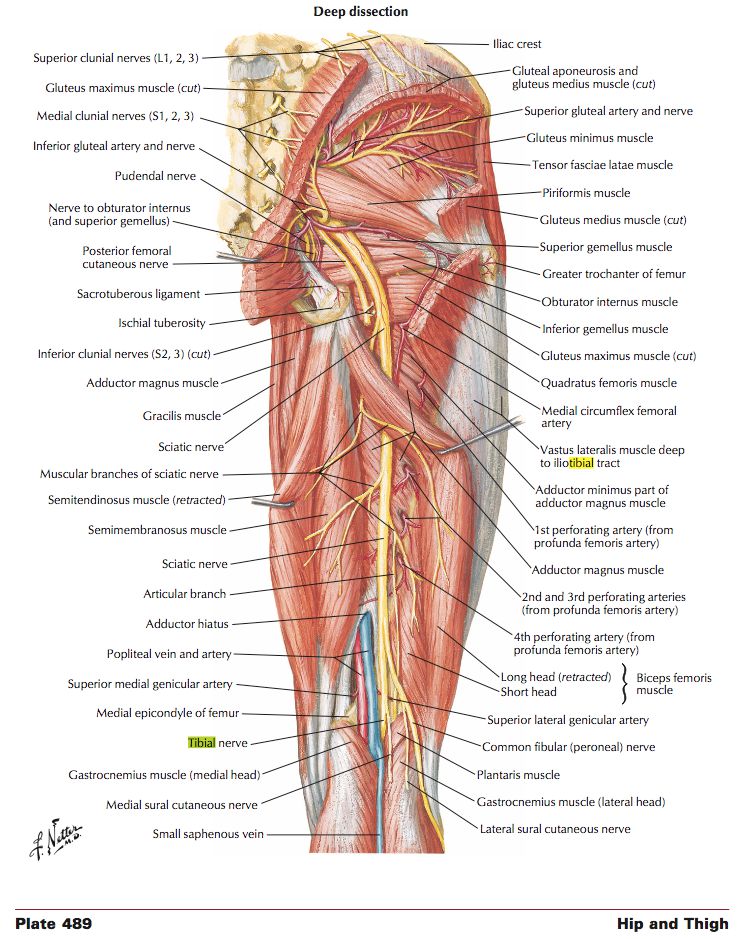 Deep dissection
Superior clunial nerves (L1, 2, 3)
Gluteus maximus muscle (cut)
Medial clunial nerves (S1, 2, 3)
Inferior gluteal artery and nerve
Pudendal nerve
Nerve to obturator internus
(and superior gemellus)
Posterior femoral
cutaneous nerve
Sacrotuberous ligament
Ischial tuberosity
Inferior clunial nerves (S2, 3) (cut)
Adductor magnus muscle
Gracilis muscle
Sciatic nerve
Muscular branches of sciatic nerve
Semitendinosus muscle (retracted)
Semimembranosus muscle
Sciatic nerve
Articular branch
Adductor hiatus
Popliteal vein and artery
Superior medial genicular artery
Medial epicondyle of femur
Tibial nerve
Gastrocnemius muscle (medial head)
Medial sural cutaneous nerve
Small saphenous vein
Iliac crest
Gluteal aponeurosis and
gluteus medius muscle (cut)
Superior gluteal artery and nerve
Gluteus minimus muscle
Tensor fasciae latae muscle
Piriformis muscle
Gluteus medius muscle (cut)
Superior gemellus muscle
Greater trochanter of femur
Obturator internus muscle
Inferior gemellus muscle
Gluteus maximus muscle (cut)
Quadratus femoris muscle
Medial circumflex femoral
artery
Vastus lateralis muscle deep
to iliotibial tract
Adductor minimus part of
adductor magnus muscle
1st perforating artery (from
profunda femoris artery)
Adductor magnus muscle
2nd and 3rd perforating arteries
(from profunda femoris artery)
4th perforating artery (from
profunda femoris artery)
Long head (retracted)
Short head
Biceps femoris
muscle
Superior lateral genicular artery
Common fibular (peroneal) nerve
Plantaris muscle
Gastrocnemius muscle (lateral head)
Lateral sural cutaneous nerve
F. Netter
M.D.
Plate 489
Hip and Thigh